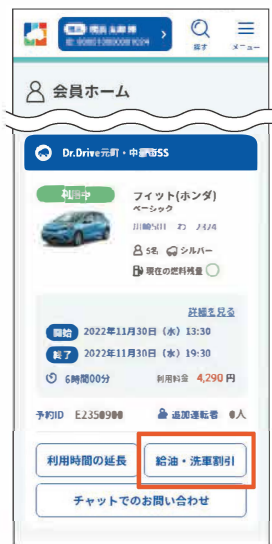 探す
メニュー
会員ホーム
Dr.Drive元町・中華街SS
利用中
フィット(ホンダ)
ベーシック
5名 シルバー
現在の燃料残量
詳細を見る
開始 2022年11月30日（水）13:30
終了 2022年11月30日（水）19:30
6時間00分 利用料金 4,290 円
予約ID 追加運転者 0人
利用時間の延長
給油・洗車割引
チャットでのお問い合わせ